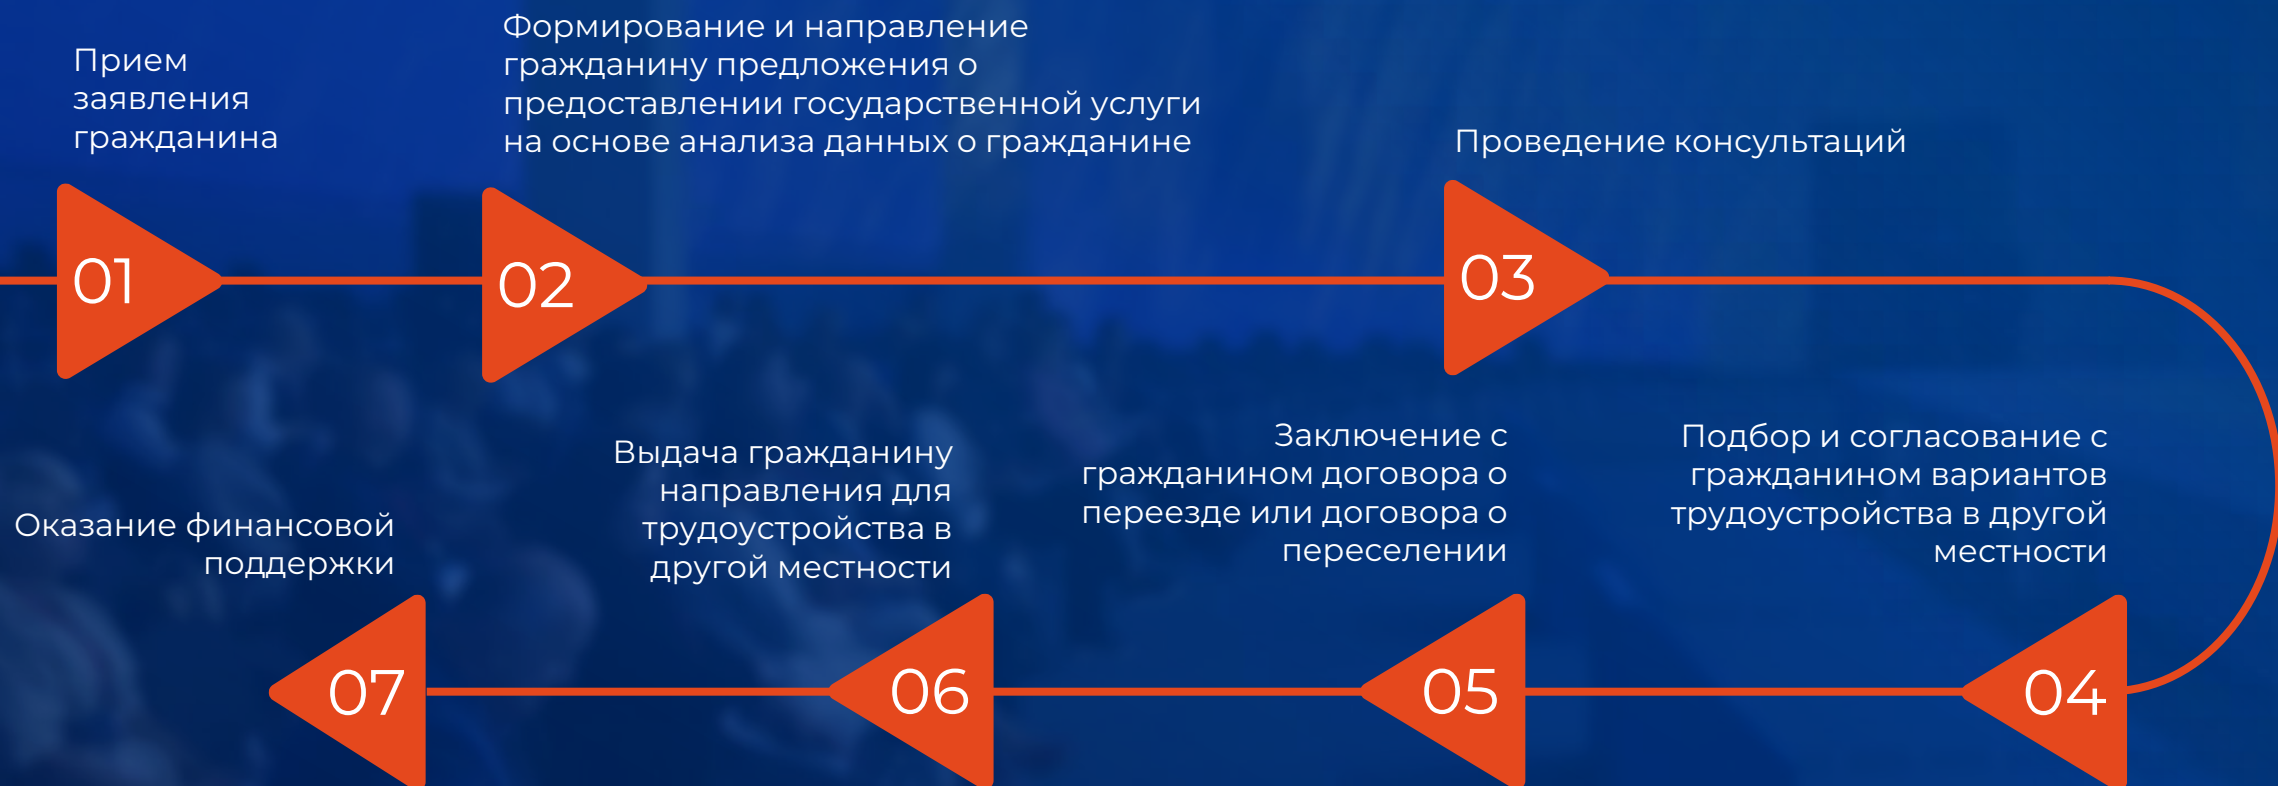 Прием
заявления
гражданина
01
Формирование и направление
гражданину предложения о
предоставлении государственной услуги
на основе анализа данных о гражданине
02
Проведение консультаций
03
Подбор и согласование с
гражданином вариантов
трудоустройства в другой
местности
04
Заключение с
гражданином договора о
переезде или договора о
переселении
05
Выдача гражданину
направления для
трудоустройства в
другой местности
06
Оказание финансовой
поддержки
07